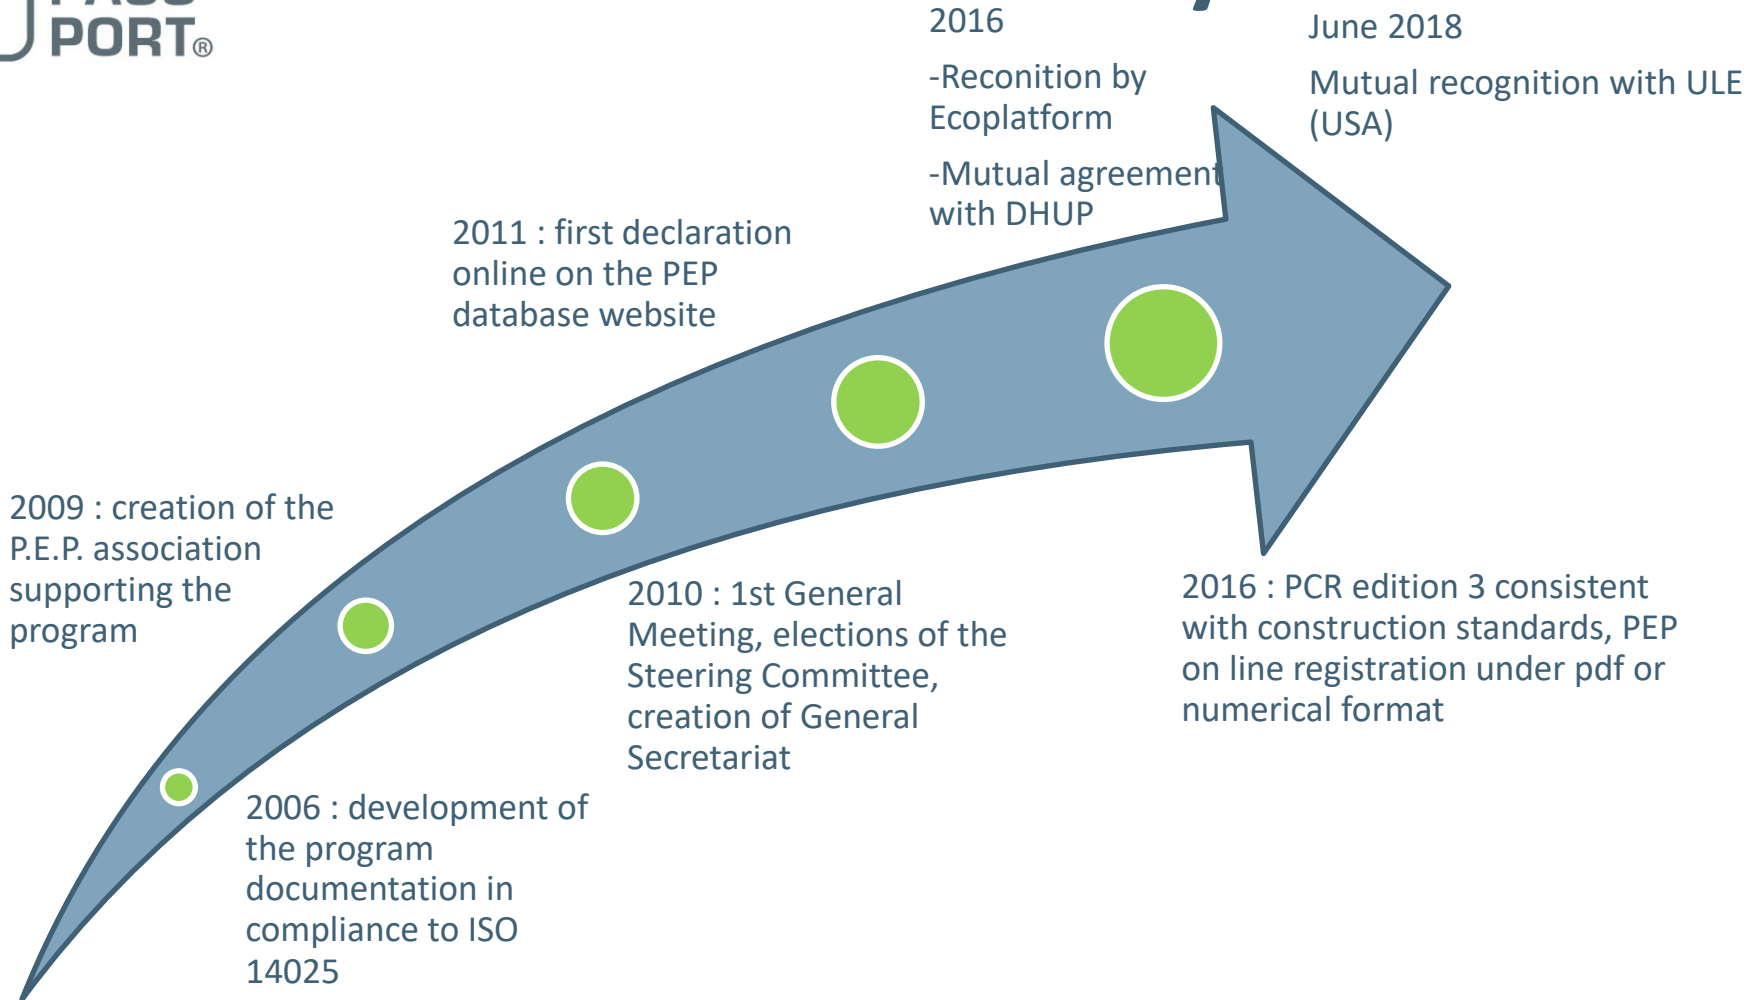 PORT®
2016
-Reconition by
Ecoplatform
-Mutual agreement
with DHUP
June 2018
Mutual recognition with ULE
(USA)
2011 : first declaration
online on the PEP
database website
2009 : creation of the
P.E.P. association
supporting the
program
2010 : 1st General
Meeting, elections of the
Steering Committee,
creation of General
Secretariat
2016 : PCR edition 3 consistent
with construction standards, PEP
on line registration under pdf or
numerical format
2006 : development of
the program
documentation in
compliance to ISO
14025